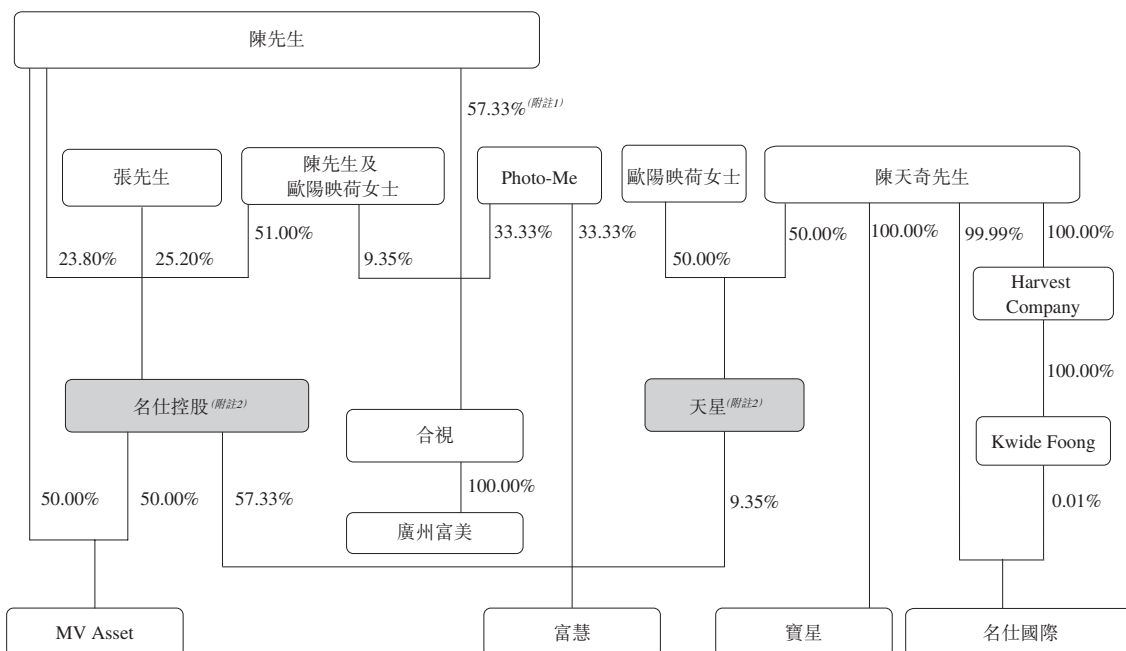 陳先生
57.33%(附註1)
張先生
陳先生及
歐陽映荷女士
Photo-Me
歐陽映荷女士
陳天奇先生
23.80%
25.20%
51.00%
9.35%
33.33%
33.33%
50.00%
50.00%
100.00%
99.99%
100.00%
Harvest
Company
100.00%
名仕控股(附註2)
合視
天星(附註2)
Kwide Foong
50.00%
50.00%
57.33%
100.00%
9.35%
0.01%
廣州富美
MV Asset
富慧
寶星
名仕國際